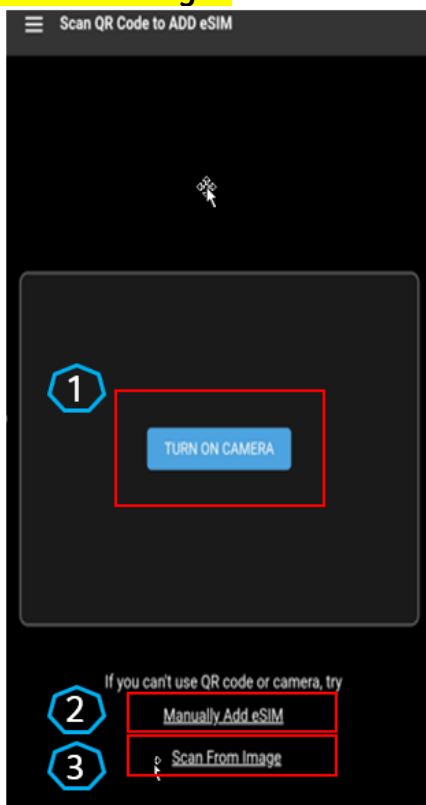 Scan QR Code to ADD eSIM
1
TURN ON CAMERA
If you can't use QR code or camera, try
2
Manually Add eSIM
3
Scan From Image